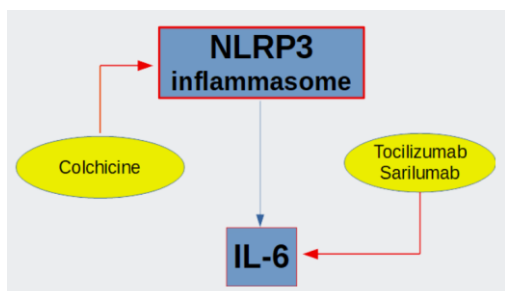 NLRP3
inflammasome
Colchicine
Tocilizumab
Sarilumab
IL-6